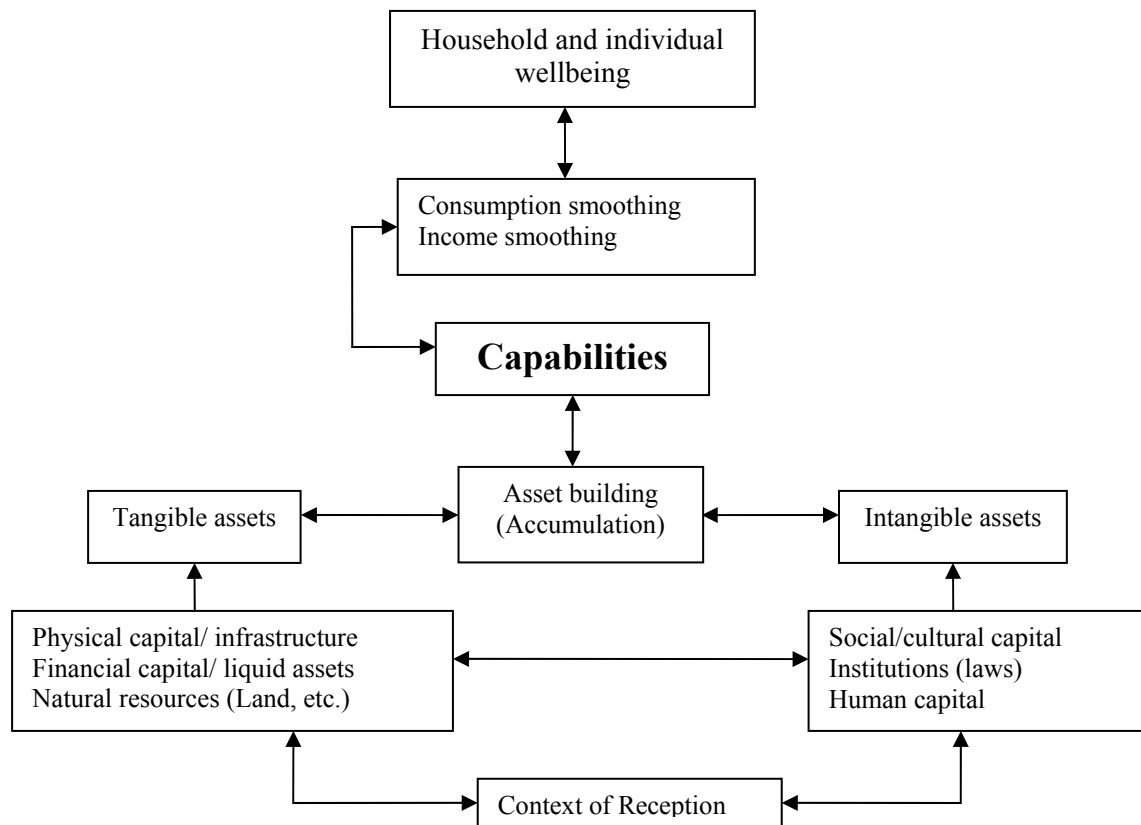 Household and individual
wellbeing
Consumption smoothing
Income smoothing
Capabilities
Asset building
(Accumulation)
Tangible assets
Intangible assets
Physical capital/ infrastructure
Financial capital/ liquid assets
Natural resources (Land, etc.)
Social/cultural capital
Institutions (laws)
Human capital
Context of Reception